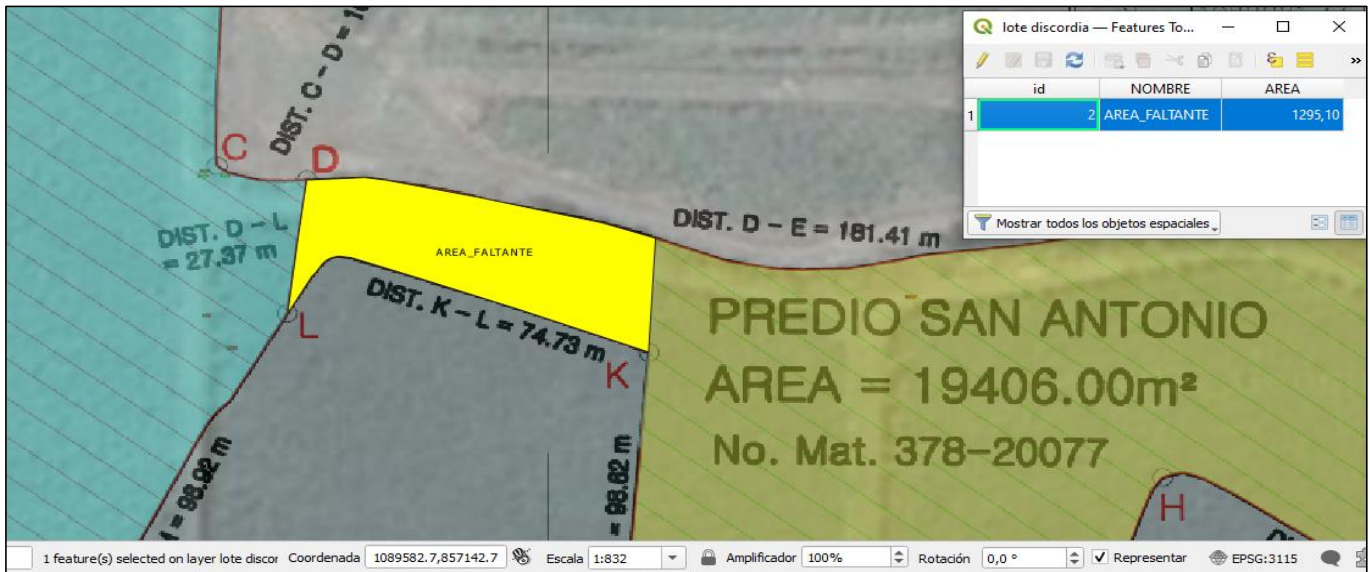 lote discordia — Features To...
id NOMBRE AREA
1 2 AREA_FALTANTE 1295,10
Mostrar todos los objetos espaciales
DIST. C - D = 1
C
D
DIST. D - L
= 27.37 m
AREA_FALTANTE
DIST. D - E = 181.41 m
DIST. K - L = 74.73 m
L
K
PREDIO SAN ANTONIO
AREA = 19406.00m²
No. Mat. 378-20077
= 98.92 m
= 98.62 m
H
1 feature(s) selected on layer lote discor Coordenada 1089582.7,857142.7 Escala 1:832 Amplificador 100% Rotación 0,0 ° Representar EPSG:3115